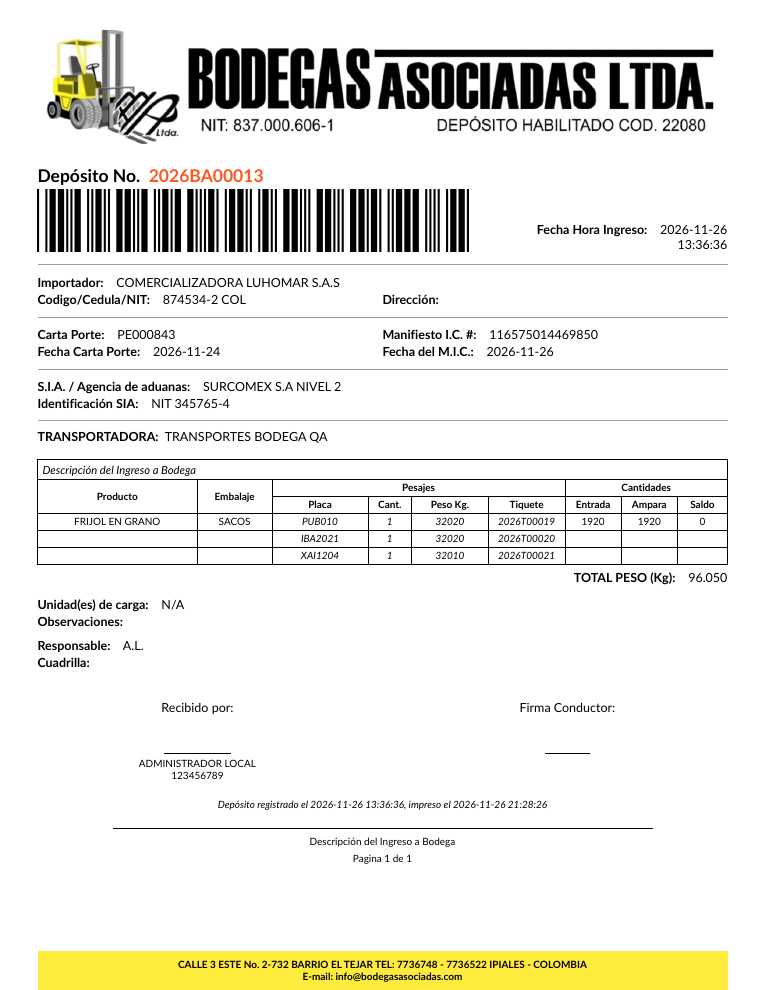 BODEGAS ASOCIADAS LTDA.
Ltda.
NIT: 837.000.606-1 DEPÓSITO HABILITADO COD. 22080
Depósito No. 2026BA00013
Fecha Hora Ingreso: 2026-11-26
13:36:36
Importador: COMERCIALIZADORA LUHOMAR S.A.S
Codigo/Cedula/NIT: 874534-2 COL Dirección:
Carta Porte: PE000843 Manifiesto I.C. #: 116575014469850
Fecha Carta Porte: 2026-11-24 Fecha del M.I.C.: 2026-11-26
S.I.A. / Agencia de aduanas: SURCOMEX S.A NIVEL 2
Identificación SIA: NIT 345765-4
TRANSPORTADORA: TRANSPORTES BODEGA QA
Descripción del Ingreso a Bodega
Producto Embalaje Pesajes Cantidades
Placa Cant. Peso Kg. Tiquete Entrada Ampara Saldo
FRIJOL EN GRANO SACOS PUB010 1 32020 2026T00019 1920 1920 0
IBA2021 1 32020 2026T00020
XAI1204 1 32010 2026T00021
TOTAL PESO (Kg): 96.050
Unidad(es) de carga: N/A
Observaciones:
Responsable: A.L.
Cuadrilla:
Recibido por: Firma Conductor:
ADMINISTRADOR LOCAL
123456789
Depósito registrado el 2026-11-26 13:36:36, impreso el 2026-11-26 21:28:26
Descripción del Ingreso a Bodega
Pagina 1 de 1
CALLE 3 ESTE No. 2-732 BARRIO EL TEJAR TEL: 7736748 - 7736522 IPIALES - COLOMBIA
E-mail: info@bodegasasociadas.com